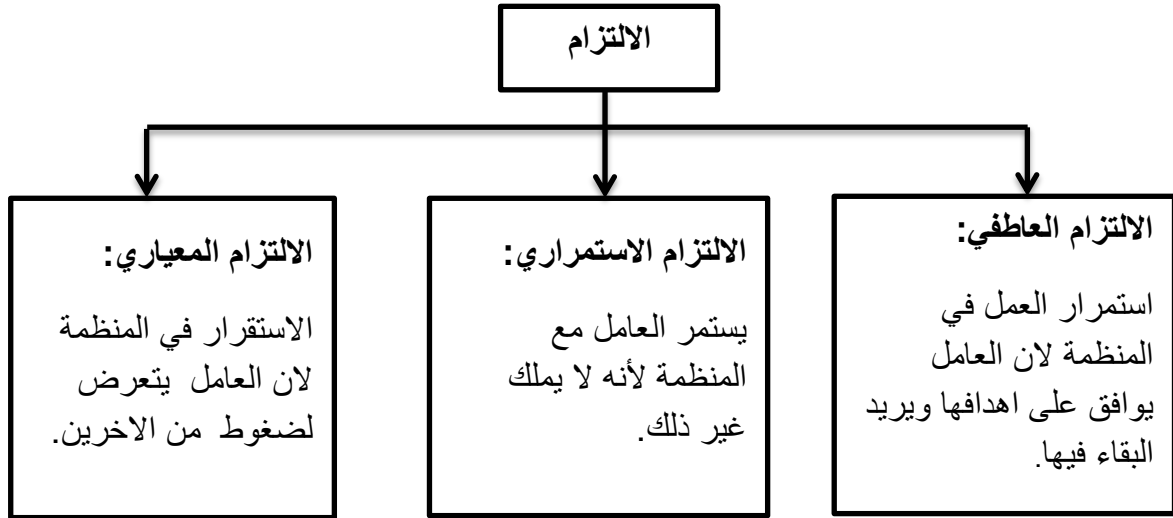 الالتزام
الالتزام العاطفي:
استمرار العمل في
المنظمة لان العامل
يوافق على اهدافها ويريد
البقاء فيها.
الالتزام الاستمراري:
يستمر العامل مع
المنظمة لأنه لا يملك
غير ذلك.
الالتزام المعياري:
الاستقرار في المنظمة
لان العامل يتعرض
لضغوط من الاخرين.